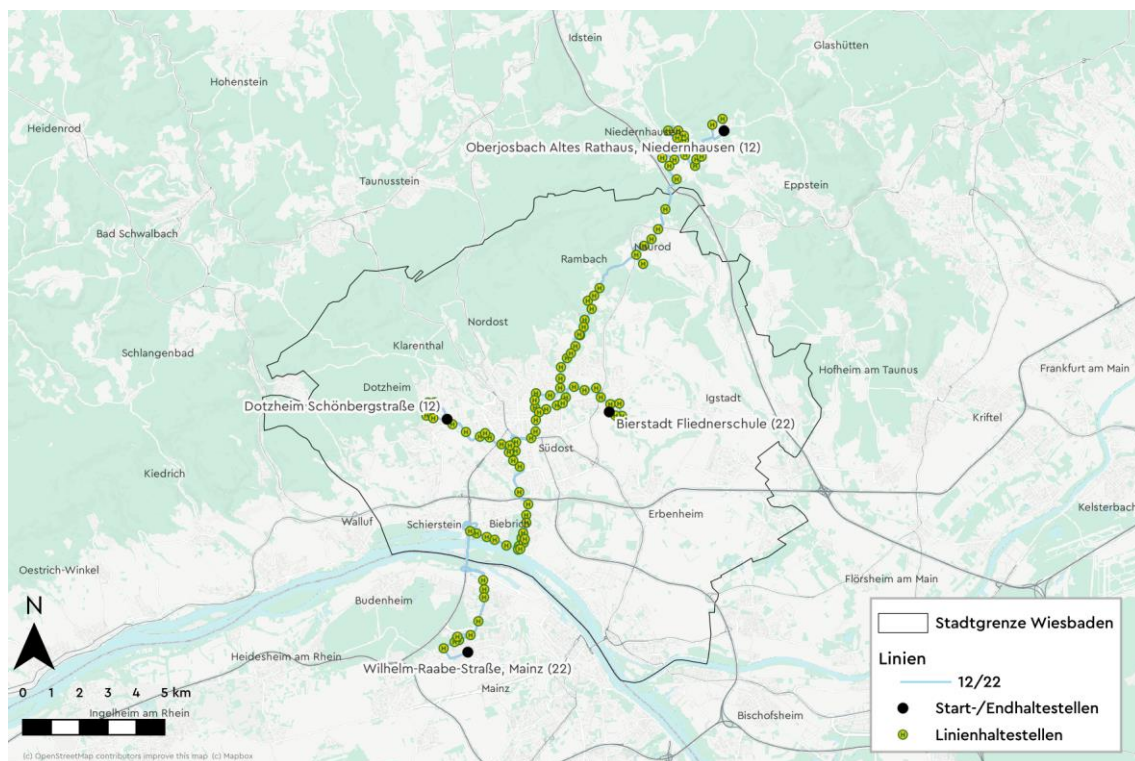 Idstein
Glashütten
Hohenstein
Heidenrod
Niedernhausen
Oberjosbach Altes Rathaus, Niedernhausen (12)
Taunusstein
Eppstein
Bad Schwalbach
Naurod
Rambach
Nordost
Klarenthal
Schlangenbad
Hofheim am Taunus
Frankfurt am Main
Dotzheim
Igstadt
Dotzheim Schönbergstraße (12)
Kriftel
Bierstadt Fliednerschule (22)
Südost
Kiedrich
Kelsterbach
Erbenheim
Walluf
Schierstein
Biebrich
Oestrich-Winkel
Flörsheim am Main
N
Budenheim
Heidesheim am Rhein
Wilhelm-Raabe-Straße, Mainz (22)
Mainz
0 1 2 3 4 5 km
Ingelheim am Rhein
Bischofsheim
Stadtgrenze Wiesbaden
Linien
12/22
Start-/Endhaltestellen
Linienhaltestellen
(c) OpenStreetMap contributors improve this map (c) Mapbox